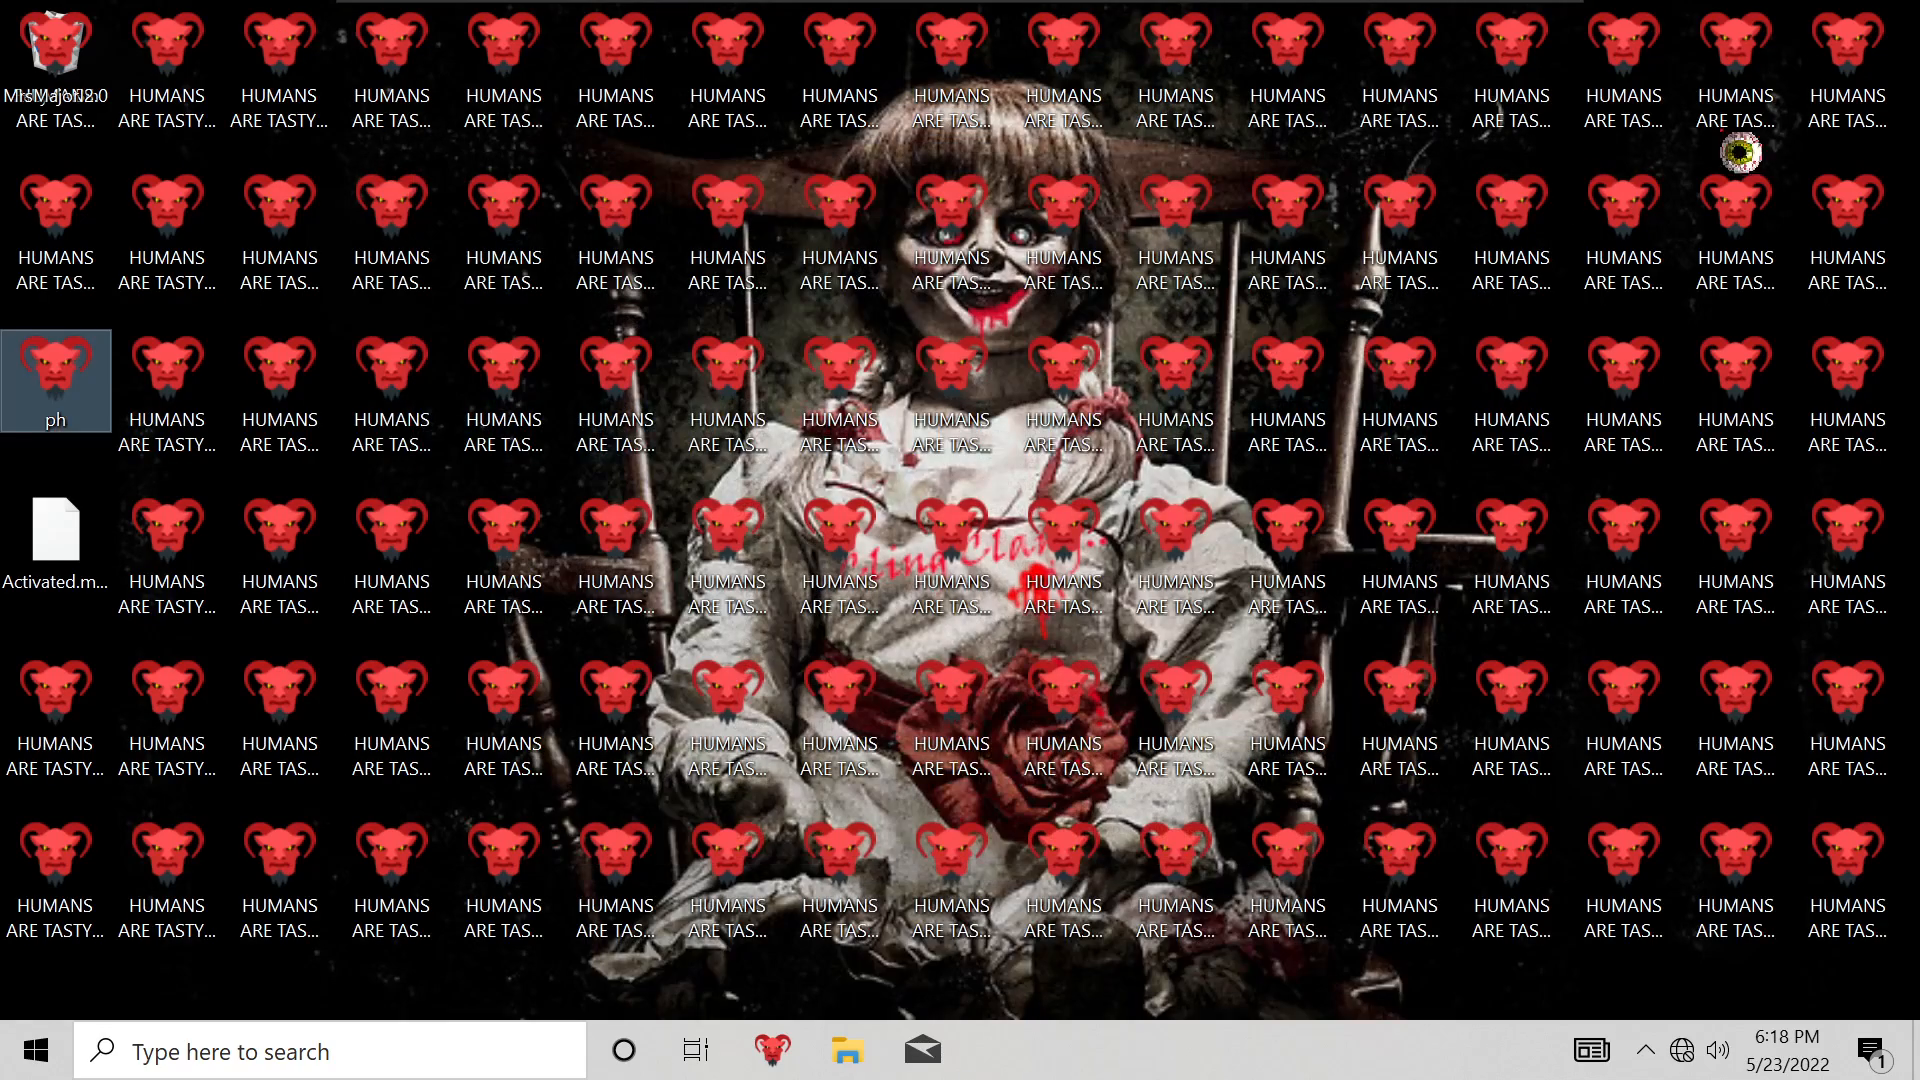 HUMANS HUMANS HUMANS HUMANS HUMANS HUMANS HUMANS HUMANS HUMANS HUMANS HUMANS HUMANS HUMANS HUMANS HUMANS HUMANS
ARE TAS... ARE TASTY... ARE TASTY... ARE TAS... ARE TAS... ARE TAS... ARE TAS... ARE TAS... ARE TAS... ARE TAS... ARE TAS... ARE TAS... ARE TAS... ARE TAS... ARE TAS... ARE TAS... ARE TAS...
HUMANS HUMANS HUMANS HUMANS HUMANS HUMANS HUMANS HUMANS HUMANS HUMANS HUMANS HUMANS HUMANS HUMANS HUMANS HUMANS HUMANS
ARE TAS... ARE TASTY... ARE TAS... ARE TAS... ARE TAS... ARE TAS... ARE TAS... ARE TAS... ARE TAS... ARE TAS... ARE TAS... ARE TAS... ARE TAS... ARE TAS... ARE TAS... ARE TAS... ARE TAS...
ph HUMANS HUMANS HUMANS HUMANS HUMANS HUMANS HUMANS HUMANS HUMANS HUMANS HUMANS HUMANS HUMANS HUMANS HUMANS HUMANS
ARE TASTY... ARE TAS... ARE TAS... ARE TAS... ARE TAS... ARE TAS... ARE TAS... ARE TAS... ARE TAS... ARE TAS... ARE TAS... ARE TAS... ARE TAS... ARE TAS... ARE TAS... ARE TAS...
Activated.m... HUMANS HUMANS HUMANS HUMANS HUMANS HUMANS HUMANS HUMANS HUMANS HUMANS HUMANS HUMANS HUMANS HUMANS HUMANS HUMANS
ARE TASTY... ARE TAS... ARE TAS... ARE TAS... ARE TAS... ARE TAS... ARE TAS... ARE TAS... ARE TAS... ARE TAS... ARE TAS... ARE TAS... ARE TAS... ARE TAS... ARE TAS... ARE TAS...
HUMANS HUMANS HUMANS HUMANS HUMANS HUMANS HUMANS HUMANS HUMANS HUMANS HUMANS HUMANS HUMANS HUMANS HUMANS HUMANS HUMANS
ARE TASTY... ARE TASTY... ARE TAS... ARE TAS... ARE TAS... ARE TAS... ARE TAS... ARE TAS... ARE TAS... ARE TAS... ARE TAS... ARE TAS... ARE TAS... ARE TAS... ARE TAS... ARE TAS... ARE TAS...
HUMANS HUMANS HUMANS HUMANS HUMANS HUMANS HUMANS HUMANS HUMANS HUMANS HUMANS HUMANS HUMANS HUMANS HUMANS HUMANS HUMANS
ARE TASTY... ARE TASTY... ARE TAS... ARE TAS... ARE TAS... ARE TAS... ARE TAS... ARE TAS... ARE TAS... ARE TAS... ARE TAS... ARE TAS... ARE TAS... ARE TAS... ARE TAS... ARE TAS... ARE TAS...
Type here to search
6:18 PM
5/23/2022
1